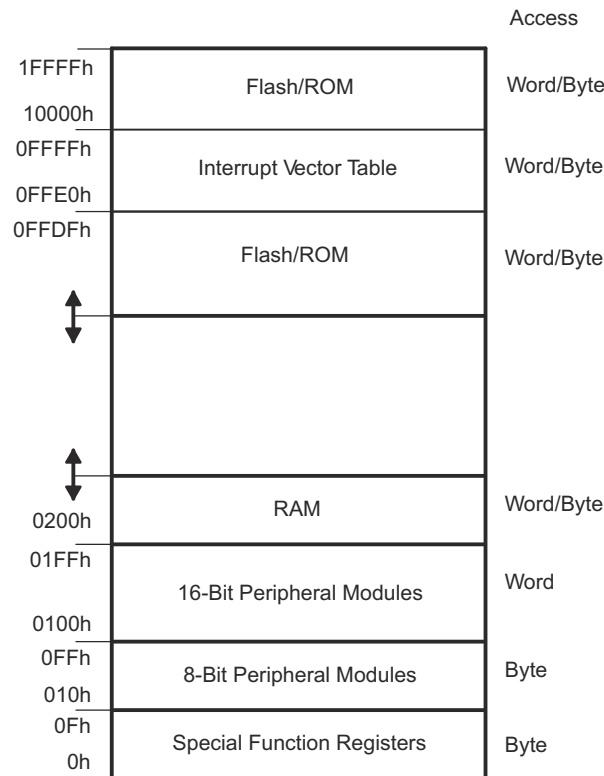 Access
1FFFFh
Flash/ROM
Word/Byte
10000h
0FFFFh
Interrupt Vector Table
Word/Byte
0FFE0h
0FFDFh
Flash/ROM
Word/Byte
RAM
Word/Byte
0200h
01FFh
16-Bit Peripheral Modules
Word
0100h
0FFh
8-Bit Peripheral Modules
Byte
010h
0Fh
Special Function Registers
Byte
0h